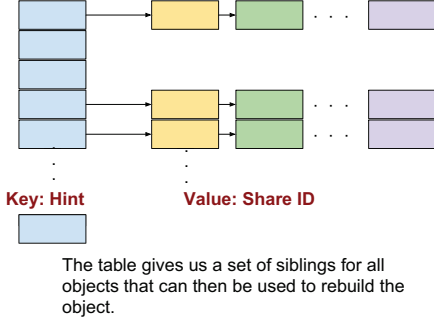 Key: Hint
Value: Share ID
The table gives us a set of siblings for all
objects that can then be used to rebuild the
object.